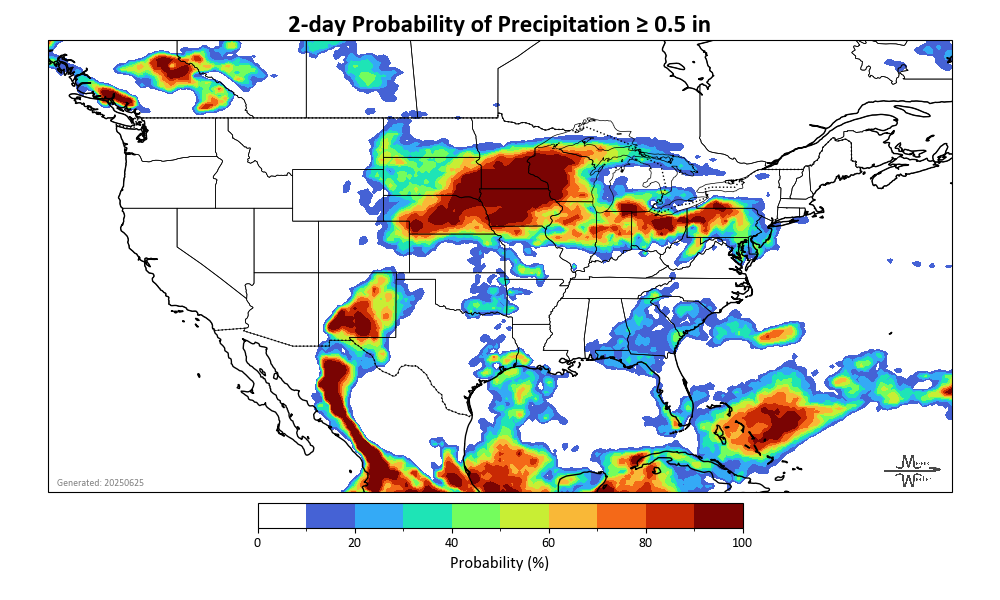 2-day Probability of Precipitation ≥ 0.5 in
Generated: 20250625
0 20 40 60 80 100
Probability (%)